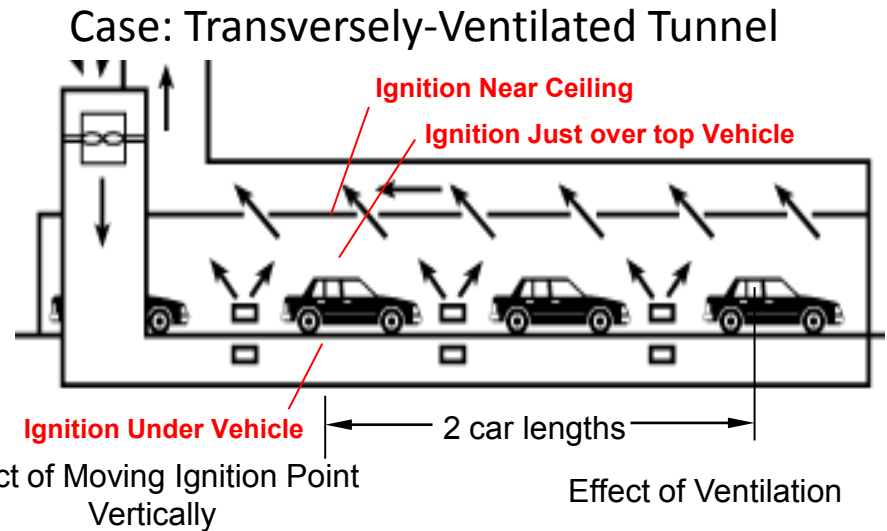 Case: Transversely-Ventilated Tunnel
Ignition Near Ceiling
Ignition Just over top Vehicle
Ignition Under Vehicle
2 car lengths
of Moving Ignition Point
Vertically
Effect of Ventilation